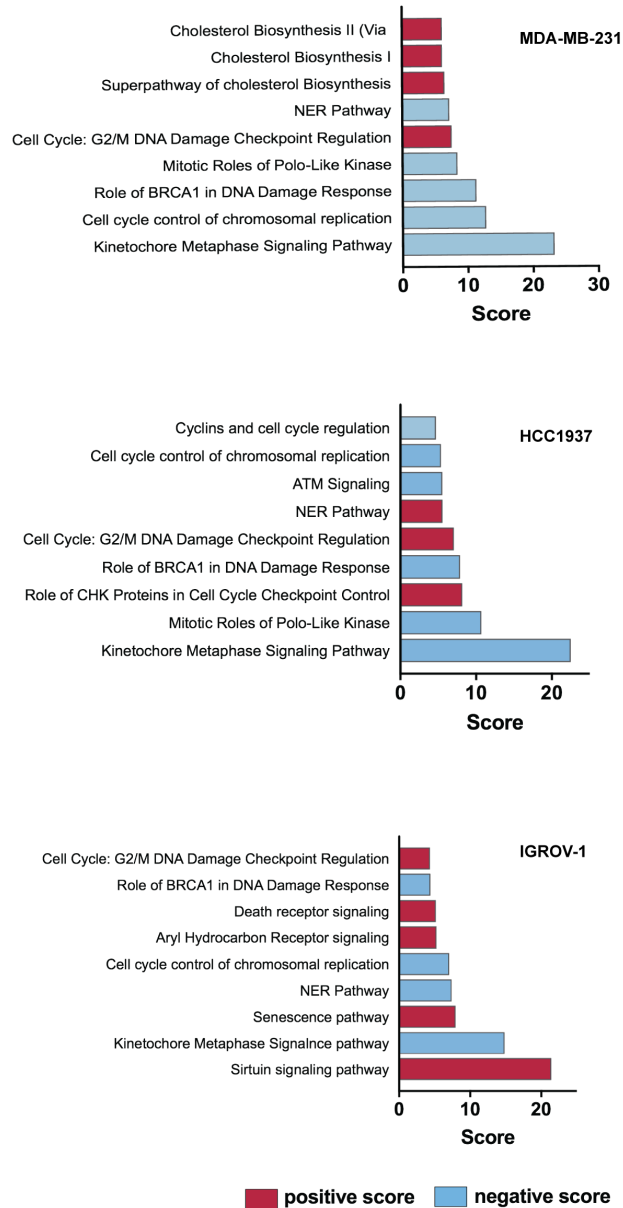 MDA-MB-231
Cholesterol Biosynthesis II (Via
Cholesterol Biosynthesis I
Superpathway of cholesterol Biosynthesis
NER Pathway
Cell Cycle: G2/M DNA Damage Checkpoint Regulation
Mitotic Roles of Polo-Like Kinase
Role of BRCA1 in DNA Damage Response
Cell cycle control of chromosomal replication
Kinetochore Metaphase Signaling Pathway
0 10 20 30
Score
HCC1937
Cyclins and cell cycle regulation
Cell cycle control of chromosomal replication
ATM Signaling
NER Pathway
Cell Cycle: G2/M DNA Damage Checkpoint Regulation
Role of BRCA1 in DNA Damage Response
Role of CHK Proteins in Cell Cycle Checkpoint Control
Mitotic Roles of Polo-Like Kinase
Kinetochore Metaphase Signaling Pathway
0 10 20
Score
IGROV-1
Cell Cycle: G2/M DNA Damage Checkpoint Regulation
Role of BRCA1 in DNA Damage Response
Death receptor signaling
Aryl Hydrocarbon Receptor signaling
Cell cycle control of chromosomal replication
NER Pathway
Senescence pathway
Kinetochore Metaphase Signalnce pathway
Sirtuin signaling pathway
0 10 20
Score
positive score negative score